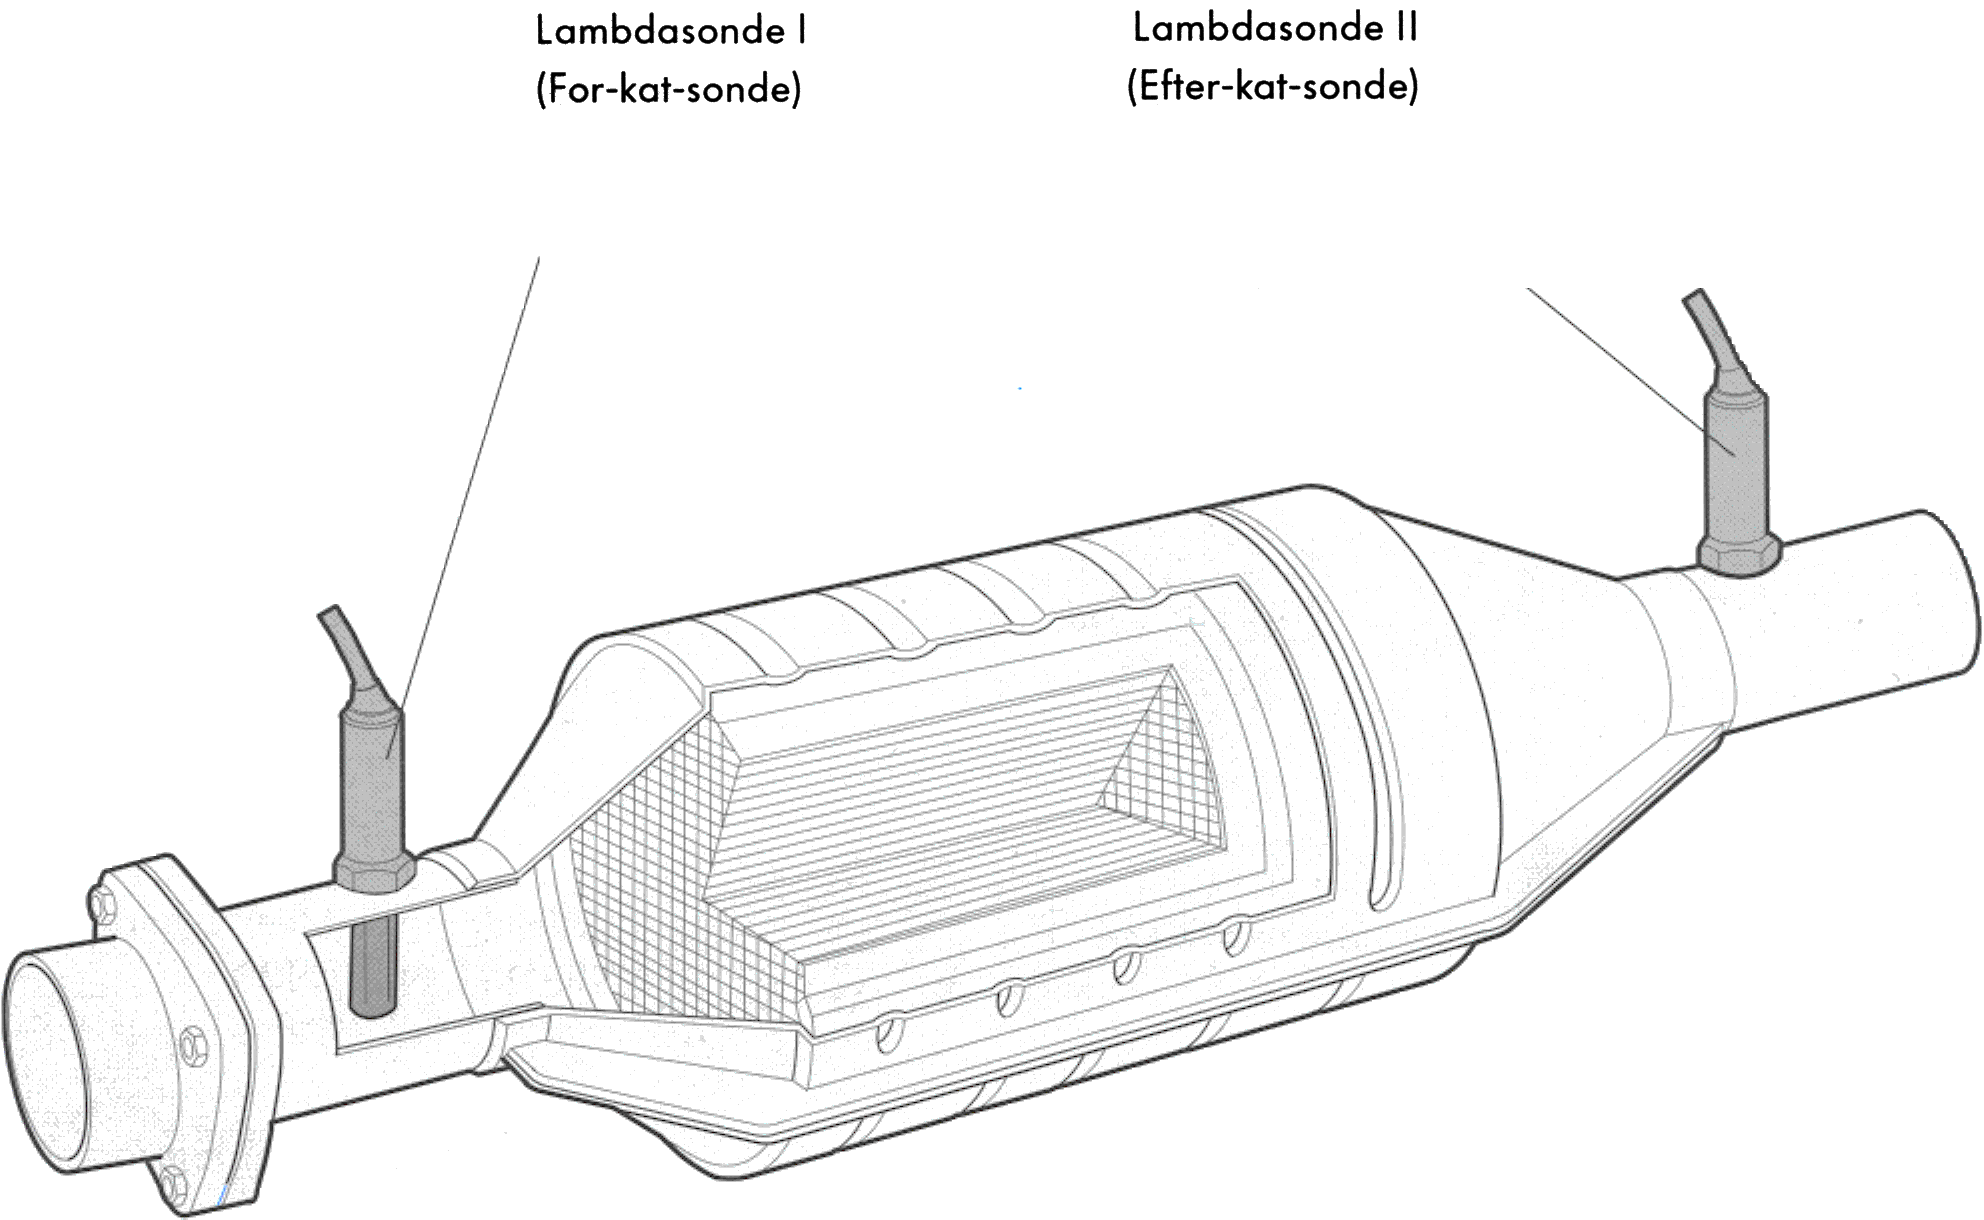 Lambdasonde I
(For-kat-sonde)
Lambdasonde II
(Efter-kat-sonde)